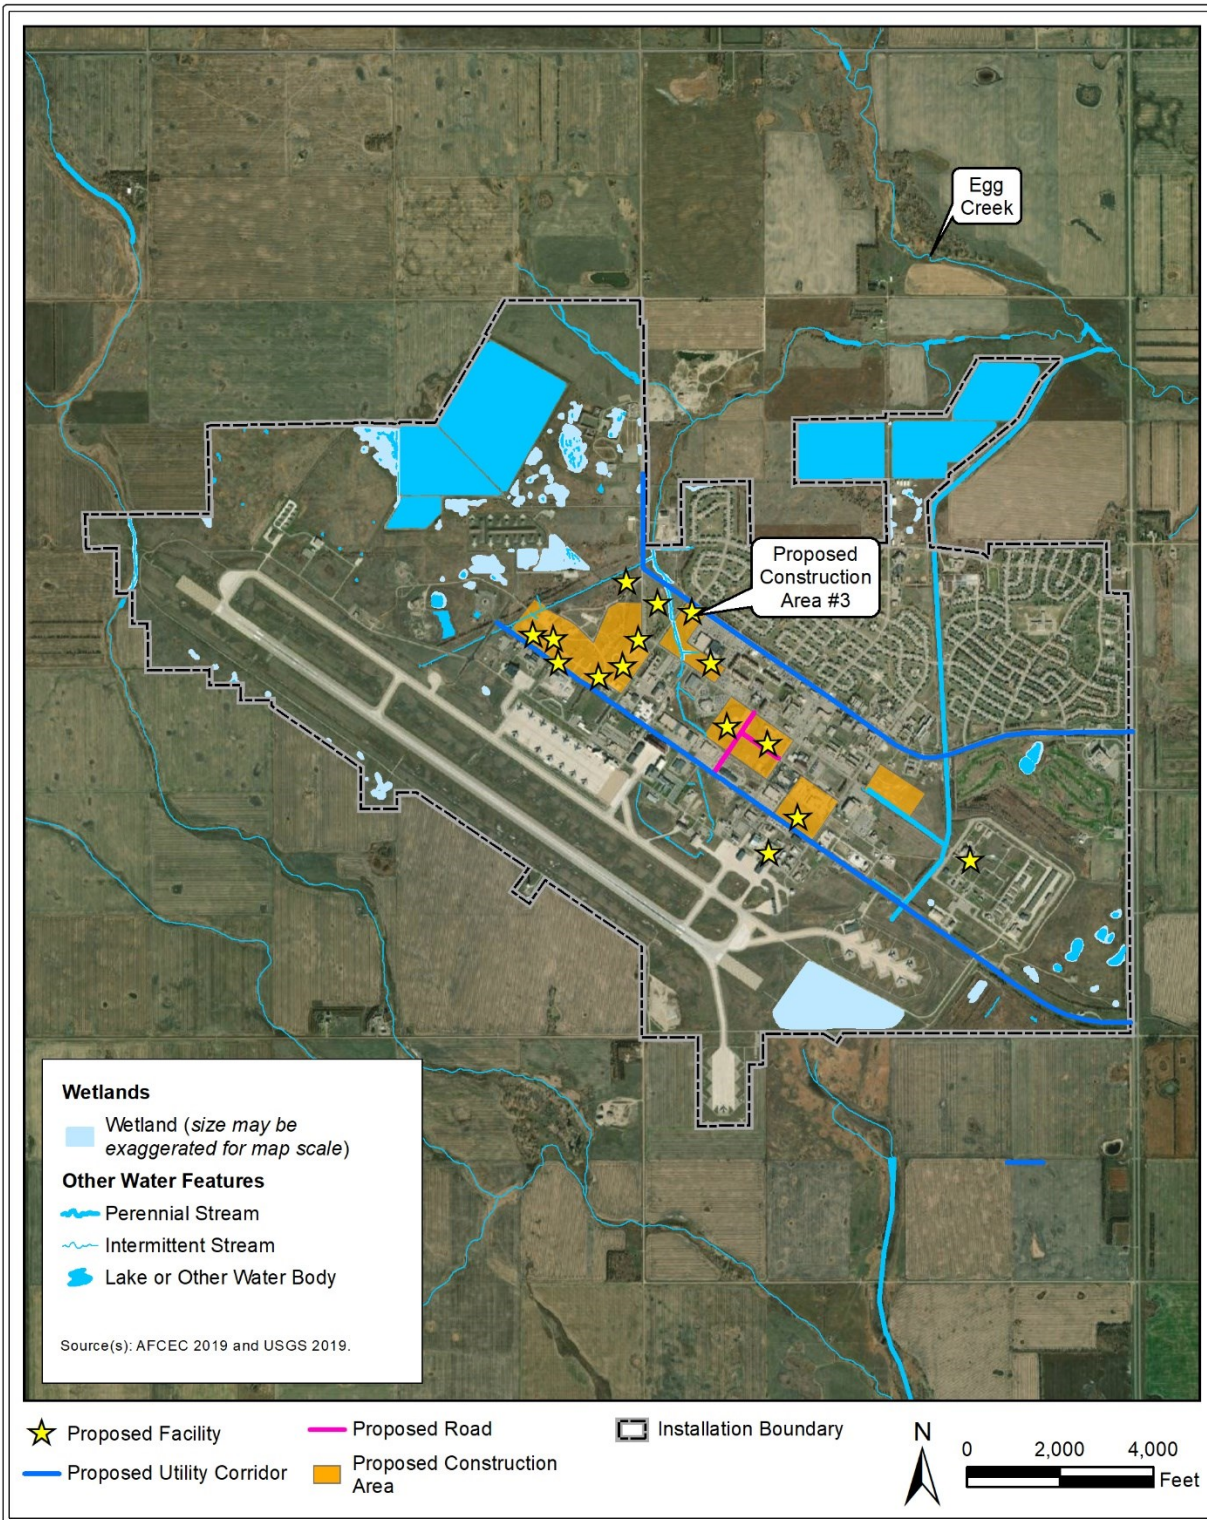 Egg
Creek
Proposed
Construction
Area #3
Wetlands
Wetland (size may be
exaggerated for map scale)
Other Water Features
Perennial Stream
Intermittent Stream
Lake or Other Water Body
Source(s): AFCEC 2019 and USGS 2019.
Proposed Facility
Proposed Utility Corridor
Proposed Road
Proposed Construction
Area
Installation Boundary
N
0 2,000 4,000
Feet